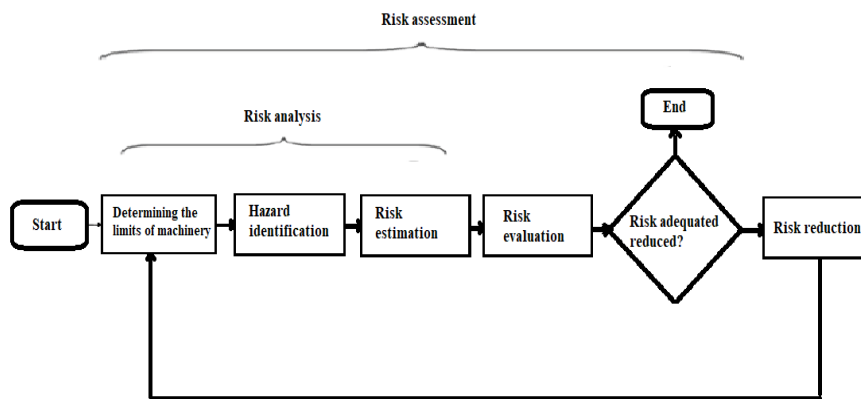 Risk assessment
Risk analysis
End
Start
Determining the
limits of machinery
Hazard
identification
Risk
estimation
Risk
evaluation
Risk adequated
reduced?
Risk reduction